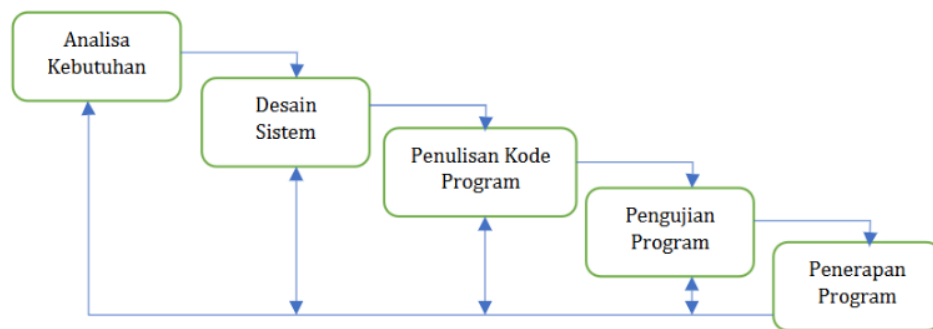 Analisa
Kebutuhan
Desain
Sistem
Penulisan Kode
Program
Pengujian
Program
Penerapan
Program